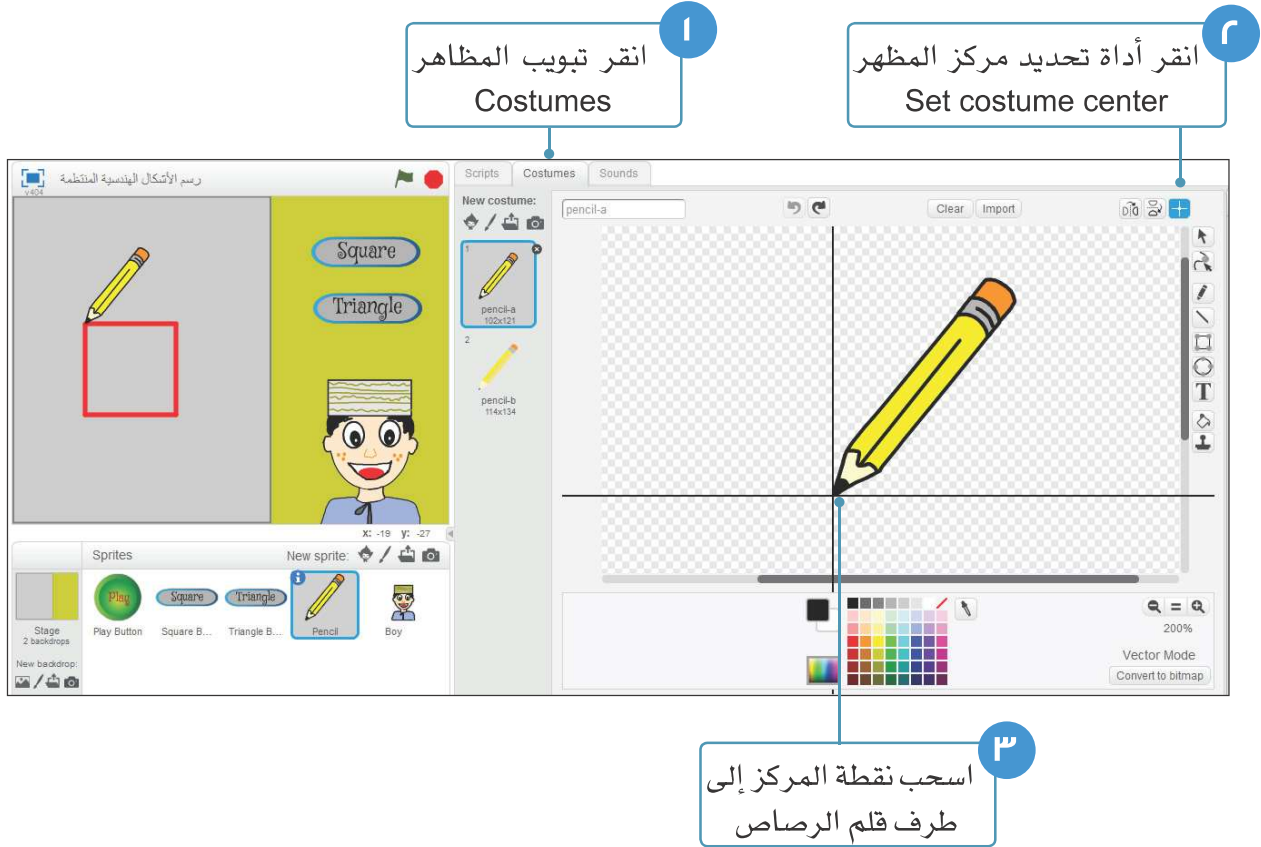 ١
انقر تبويب المظاهر
Costumes
٢
انقر أداة تحديد مركز المظهر
Set costume center
v404
رسم الأشكال الهندسية المنتظمة
Square
Triangle
X: -19 y: -27
Sprites
New sprite:
Stage
2 backdrops
New backdrop:
Play
Play Button
Square
Square B...
Triangle
Triangle B...
Pencil
Boy
Scripts
Costumes
Sounds
New costume:
1
pencil-a
102x121
2
pencil-b
114x134
pencil-a
Clear
Import
T
200%
Vector Mode
Convert to bitmap
٣
اسحب نقطة المركز إلى
طرف قلم الرصاص